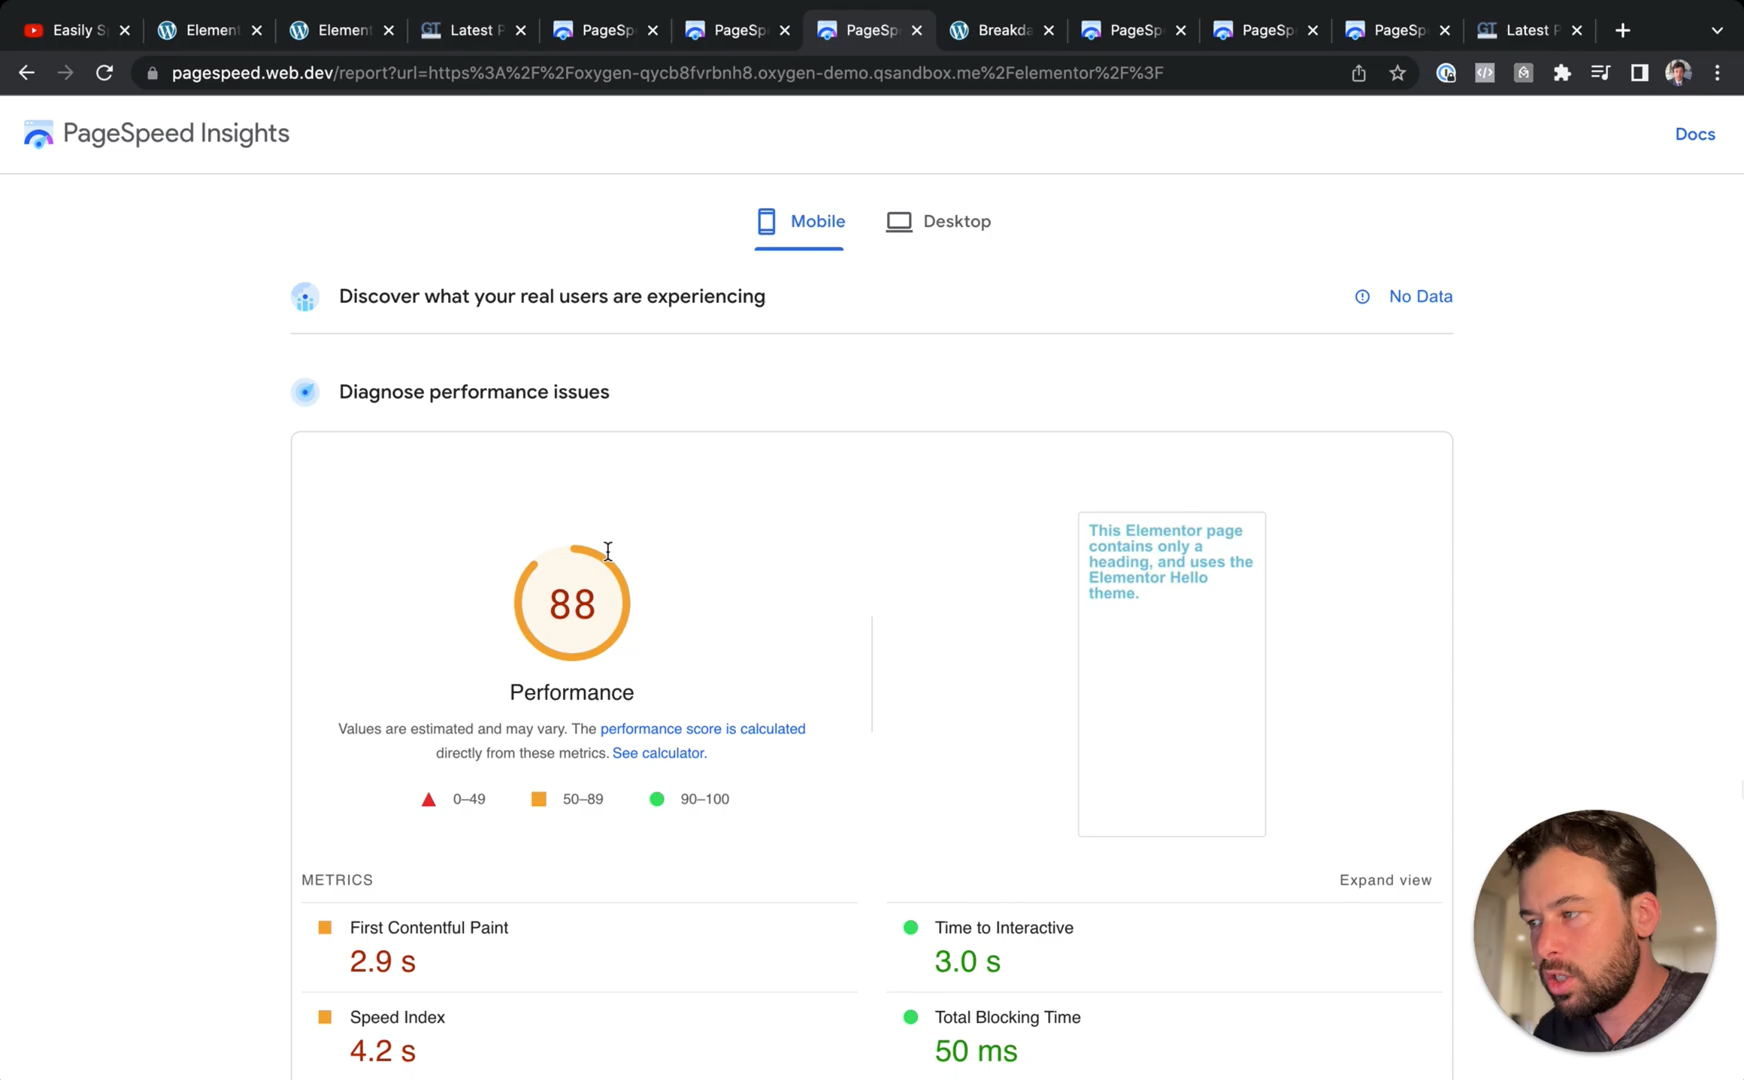 Easily S
Element
Element
GT Latest P
PageSp
PageSp
PageSp
Breakda
PageSp
PageSp
PageSp
GT Latest P
pagespeed.web.dev/report?url=https%3A%2F%2Foxygen-qycb8fvrbnh8.oxygen-demo.qsandbox.me%2Felementor%2F%3F
PageSpeed Insights
Docs
Mobile
Desktop
Discover what your real users are experiencing
No Data
Diagnose performance issues
This Elementor page
contains only a
heading, and uses the
Elementor Hello
theme.
88
Performance
Values are estimated and may vary. The performance score is calculated
directly from these metrics. See calculator.
0–49
50–89
90–100
METRICS
Expand view
First Contentful Paint
2.9 s
Time to Interactive
3.0 s
Speed Index
4.2 s
Total Blocking Time
50 ms